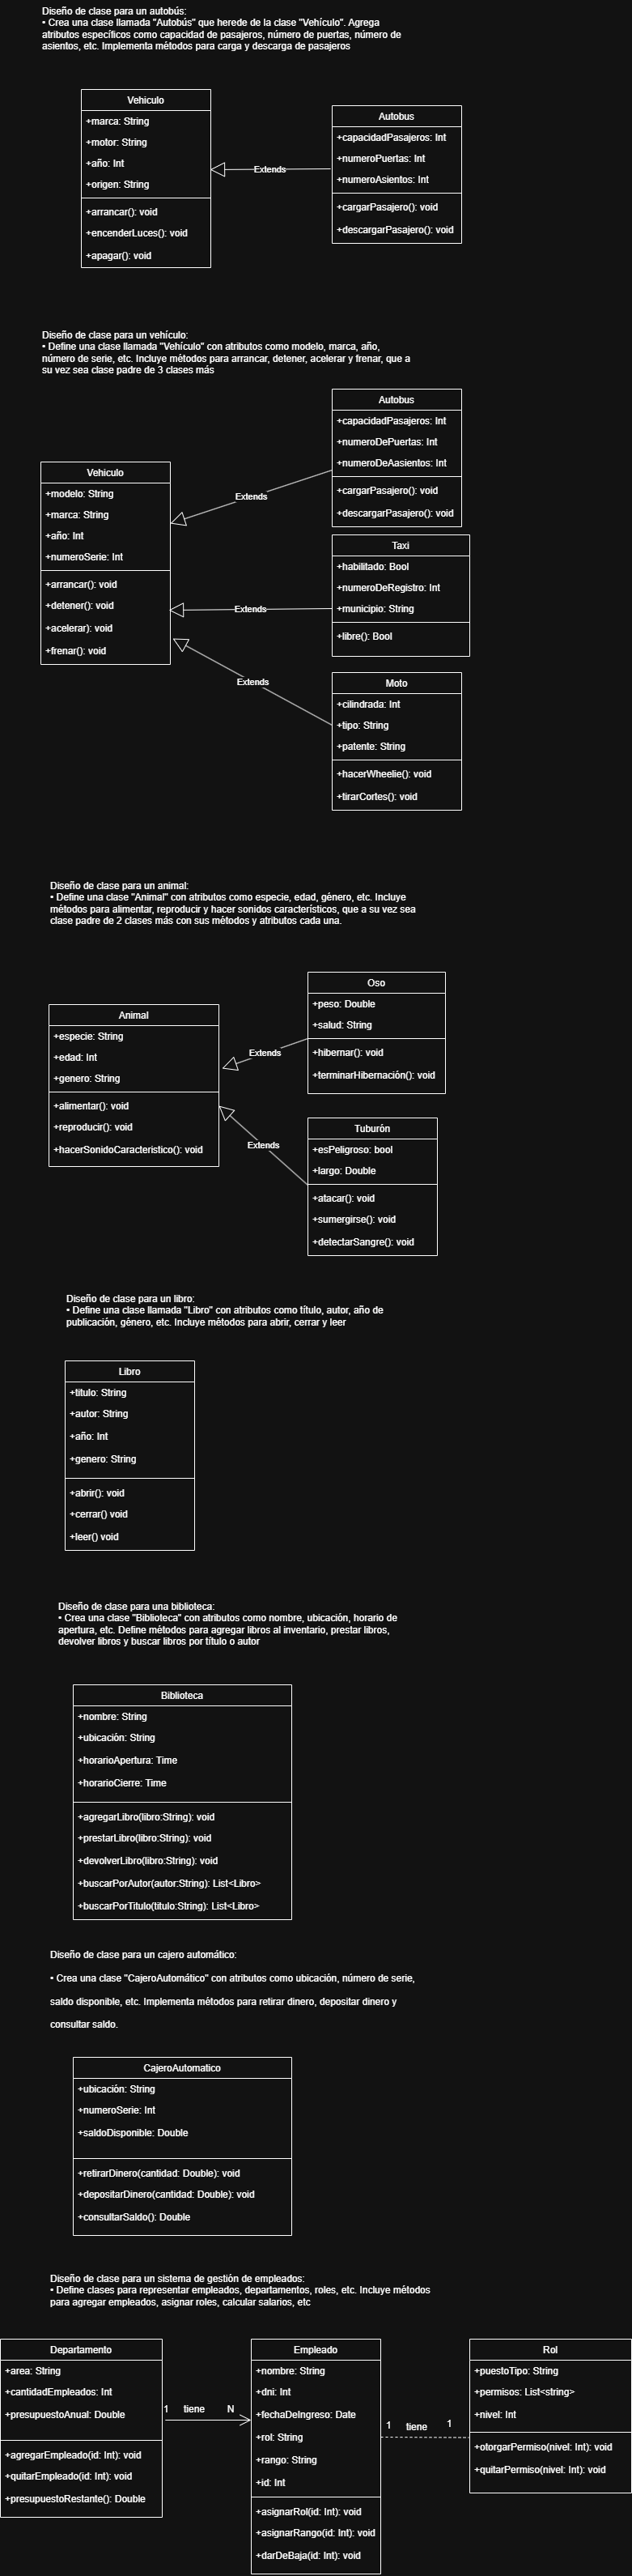 Diseño de clase para un autobús:
• Crea una clase llamada "Autobús" que herede de la clase "Vehículo". Agrega
atributos específicos como capacidad de pasajeros, número de puertas, número de
asientos, etc. Implementa métodos para carga y descarga de pasajeros
Vehiculo
+marca: String
+motor: String
+año: Int
+origen: String
+arrancar(): void
+encenderLuces(): void
+apagar(): void
Extends
Autobus
+capacidadPasajeros: Int
+numeroPuertas: Int
+numeroAsientos: Int
+cargarPasajero(): void
+descargarPasajero(): void
Diseño de clase para un vehículo:
• Define una clase llamada "Vehículo" con atributos como modelo, marca, año,
número de serie, etc. Incluye métodos para arrancar, detener, acelerar y frenar, que a
su vez sea clase padre de 3 clases más
Vehiculo
+modelo: String
+marca: String
+año: Int
+numeroSerie: Int
+arrancar(): void
+detener(): void
+acelerar): void
+frenar(): void
Extends
Extends
Extends
Autobus
+capacidadPasajeros: Int
+numeroDePuertas: Int
+numeroDeAasientos: Int
+cargarPasajero(): void
+descargarPasajero(): void
Taxi
+habilitado: Bool
+numeroDeRegistro: Int
+municipio: String
+libre(): Bool
Moto
+cilindrada: Int
+tipo: String
+patente: String
+hacerWheelie(): void
+tirarCortes(): void
Diseño de clase para un animal:
• Define una clase "Animal" con atributos como especie, edad, género, etc. Incluye
métodos para alimentar, reproducir y hacer sonidos característicos, que a su vez sea
clase padre de 2 clases más con sus métodos y atributos cada una.
Animal
+especie: String
+edad: Int
+genero: String
+alimentar(): void
+reproducir(): void
+hacerSonidoCaracteristico(): void
Extends
Extends
Oso
+peso: Double
+salud: String
+hibernar(): void
+terminarHibernación(): void
Tuburón
+esPeligroso: bool
+largo: Double
+atacar(): void
+sumergirse(): void
+detectarSangre(): void
Diseño de clase para un libro:
• Define una clase llamada "Libro" con atributos como título, autor, año de
publicación, género, etc. Incluye métodos para abrir, cerrar y leer
Libro
+titulo: String
+autor: String
+año: Int
+genero: String
+abrir(): void
+cerrar() void
+leer() void
Diseño de clase para una biblioteca:
• Crea una clase "Biblioteca" con atributos como nombre, ubicación, horario de
apertura, etc. Define métodos para agregar libros al inventario, prestar libros,
devolver libros y buscar libros por título o autor
Biblioteca
+nombre: String
+ubicación: String
+horarioApertura: Time
+horarioCierre: Time
+agregarLibro(libro:String): void
+prestarLibro(libro:String): void
+devolverLibro(libro:String): void
+buscarPorAutor(autor:String): List<Libro>
+buscarPorTitulo(titulo:String): List<Libro>
Diseño de clase para un cajero automático:
• Crea una clase "CajeroAutomático" con atributos como ubicación, número de serie,
saldo disponible, etc. Implementa métodos para retirar dinero, depositar dinero y
consultar saldo.
CajeroAutomatico
+ubicación: String
+numeroSerie: Int
+saldoDisponible: Double
+retirarDinero(cantidad: Double): void
+depositarDinero(cantidad: Double): void
+consultarSaldo(): Double
Diseño de clase para un sistema de gestión de empleados:
• Define clases para representar empleados, departamentos, roles, etc. Incluye métodos
para agregar empleados, asignar roles, calcular salarios, etc
Departamento
+area: String
+cantidadEmpleados: Int
+presupuestoAnual: Double
+agregarEmpleado(id: Int): void
+quitarEmpleado(id: Int): void
+presupuestoRestante(): Double
1 tiene N
Empleado
+nombre: String
+dni: Int
+fechaDeIngreso: Date
+rol: String
+rango: String
+id: Int
+asignarRol(id: Int): void
+asignarRango(id: Int): void
+darDeBaja(id: Int): void
1 tiene 1
Rol
+puestoTipo: String
+permisos: List<string>
+nivel: Int
+otorgarPermiso(nivel: Int): void
+quitarPermiso(nivel: Int): void